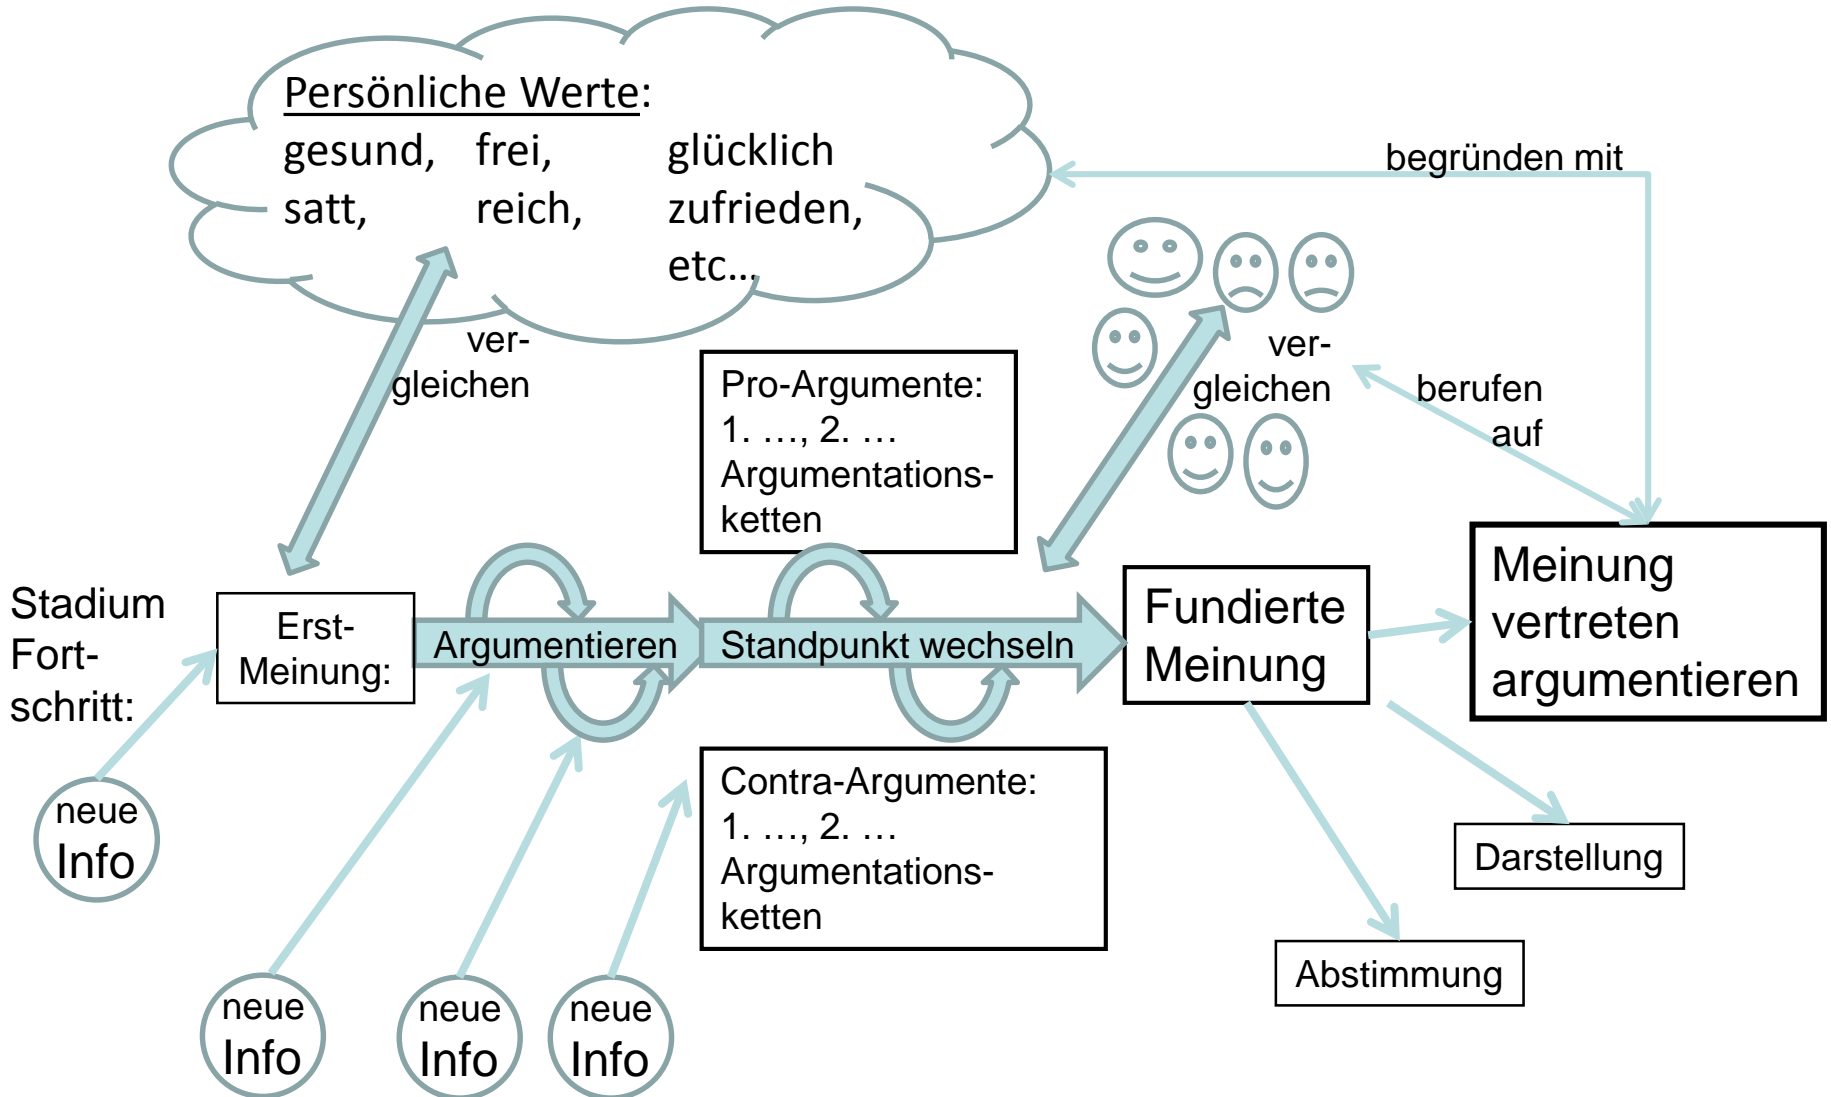 Persönliche Werte:
gesund, frei, glücklich
satt, reich, zufrieden,
etc…
begründen mit
ver-
gleichen
Pro-Argumente:
1. …, 2. …
Argumentations-
ketten
ver-
gleichen
berufen
auf
Stadium
Fort-
schritt:
Erst-
Meinung:
Argumentieren
Standpunkt wechseln
Fundierte
Meinung
Meinung
vertreten
argumentieren
neue
Info
Contra-Argumente:
1. …, 2. …
Argumentations-
ketten
Darstellung
Abstimmung
neue
Info
neue
Info
neue
Info